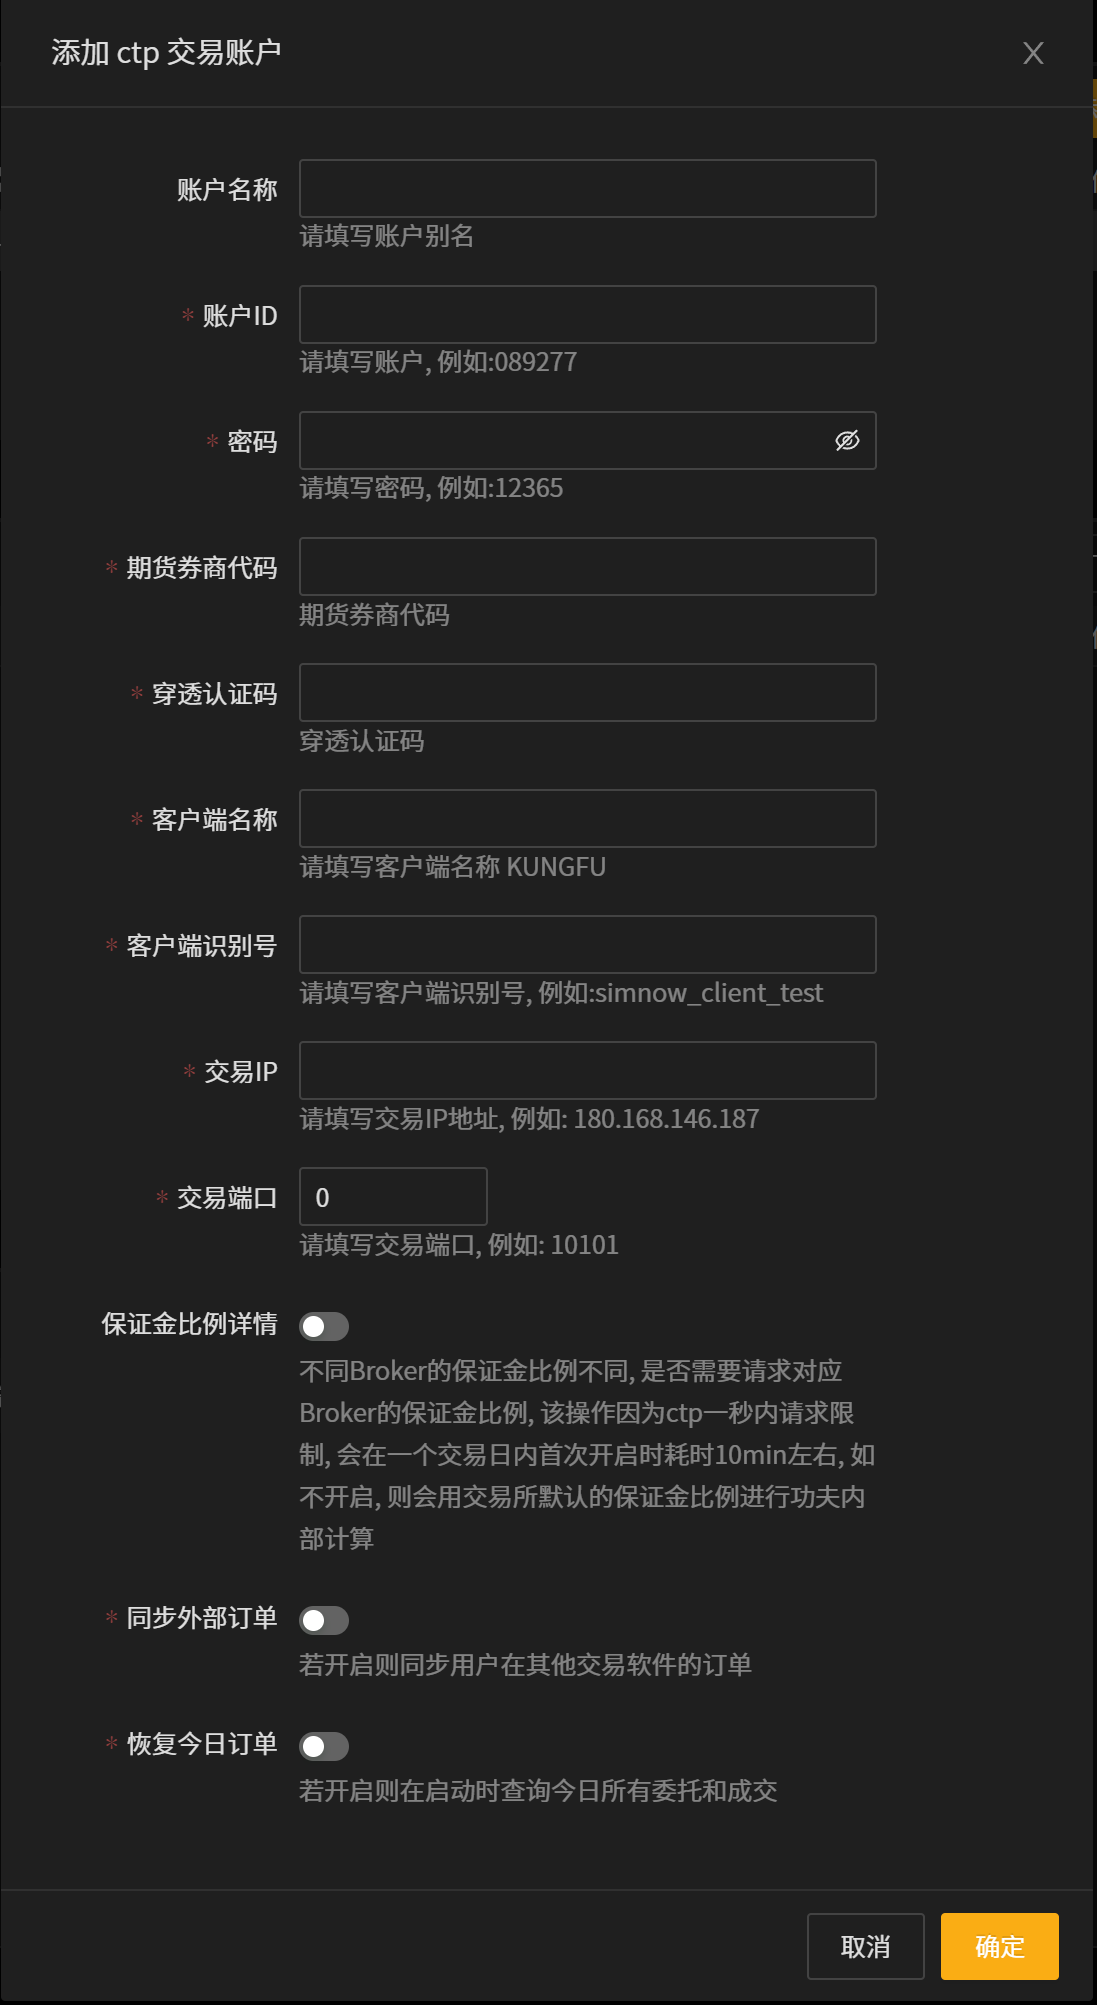 添加 ctp 交易账户
账户名称
请填写账户别名
* 账户ID
请填写账户, 例如:089277
* 密码
请填写密码, 例如:12365
* 期货券商代码
期货券商代码
* 穿透认证码
穿透认证码
* 客户端名称
请填写客户端名称 KUNGFU
* 客户端识别号
请填写客户端识别号, 例如:simnow_client_test
* 交易IP
请填写交易IP地址, 例如: 180.168.146.187
* 交易端口 0
请填写交易端口, 例如: 10101
保证金比例详情
不同Broker的保证金比例不同, 是否需要请求对应
Broker的保证金比例, 该操作因为ctp一秒内请求限
制, 会在一个交易日内首次开启时耗时10min左右, 如
不开启, 则会用交易所默认的保证金比例进行功夫内
部计算
* 同步外部订单
若开启则同步用户在其他交易软件的订单
* 恢复今日订单
若开启则在启动时查询今日所有委托和成交
取消 确定